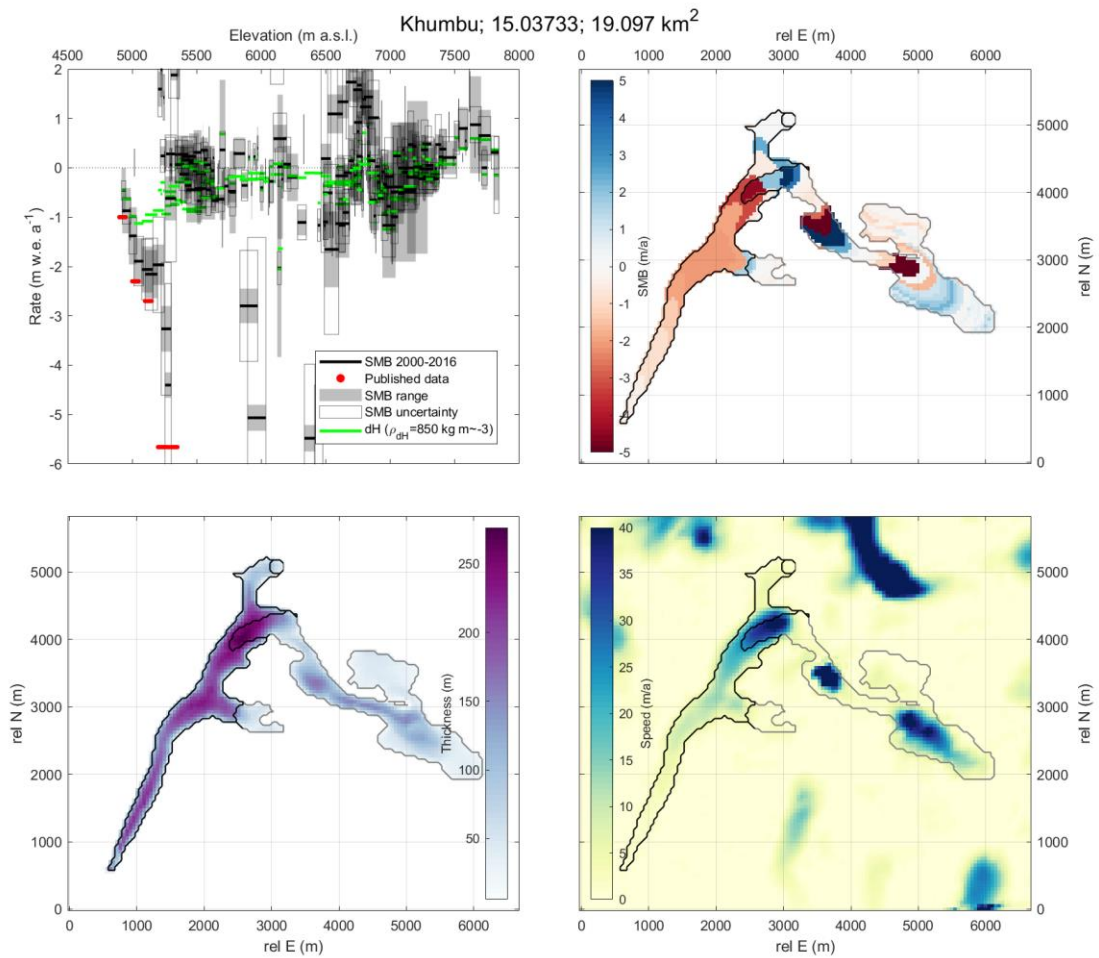 Khumbu; 15.03733; 19.097 km²
Elevation (m a.s.l.)
4500 5000 5500 6000 6500 7000 7500 8000
Rate (m w.e. a⁻¹)
2
1
0
-1
-2
-3
-4
-5
-6
SMB 2000-2016
Published data
SMB range
SMB uncertainty
dH (ρ_dH=850 kg m~-3)
rel E (m)
0 1000 2000 3000 4000 5000 6000
SMB (m/a)
5
4
3
2
1
0
-1
-2
-3
-4
-5
rel N (m)
5000
4000
3000
2000
1000
0
rel N (m)
5000
4000
3000
2000
1000
0
Thickness (m)
250
200
150
100
50
0 1000 2000 3000 4000 5000 6000
rel E (m)
Speed (m/a)
40
35
30
25
20
15
10
5
0
rel N (m)
5000
4000
3000
2000
1000
0
0 1000 2000 3000 4000 5000 6000
rel E (m)